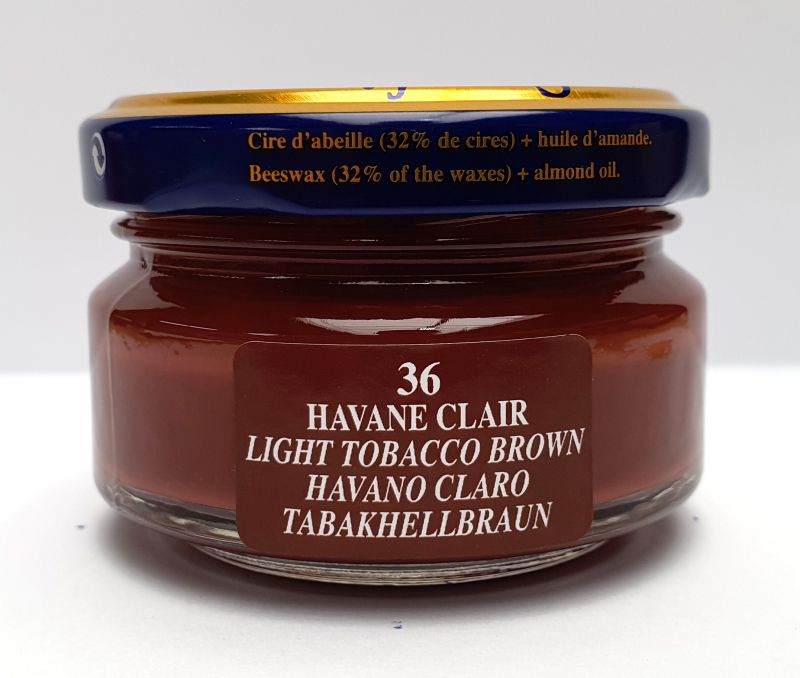 Cire d'abeille (32% de cires) + huile d'amande.
Beeswax (32% of the waxes) + almond oil.
36
HAVANE CLAIR
LIGHT TOBACCO BROWN
HAVANO CLARO
TABAKHELLBRAUN